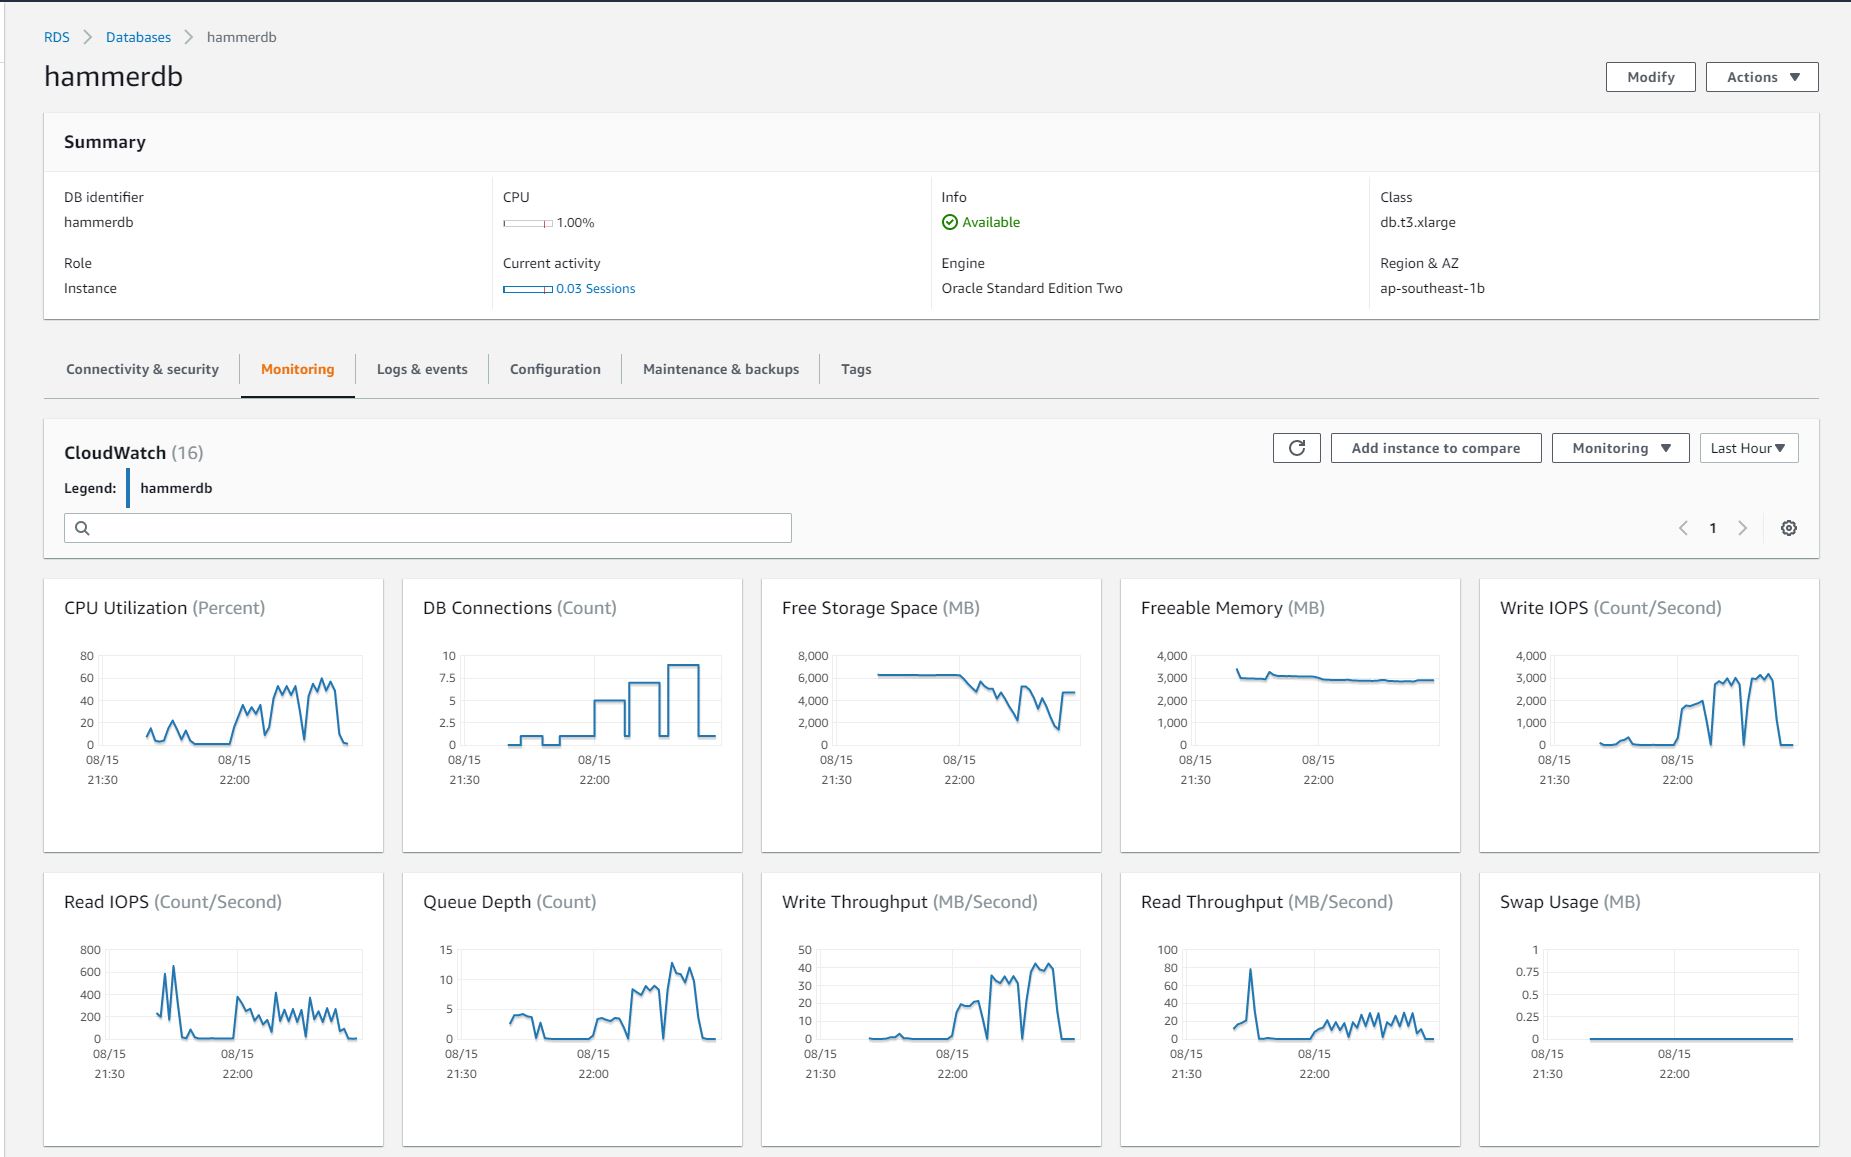 RDS > Databases > hammerdb
hammerdb
Modify
Actions
Summary
DB identifier
hammerdb
CPU
1.00%
Info
Available
Class
db.t3.xlarge
Role
Instance
Current activity
0.03 Sessions
Engine
Oracle Standard Edition Two
Region & AZ
ap-southeast-1b
Connectivity & security
Monitoring
Logs & events
Configuration
Maintenance & backups
Tags
CloudWatch (16)
Add instance to compare
Monitoring
Last Hour
Legend:
hammerdb
1
CPU Utilization (Percent)
80
60
40
20
0
08/15
21:30
08/15
22:00
DB Connections (Count)
10
7.5
5
2.5
0
08/15
21:30
08/15
22:00
Free Storage Space (MB)
8,000
6,000
4,000
2,000
0
08/15
21:30
08/15
22:00
Freeable Memory (MB)
4,000
3,000
2,000
1,000
0
08/15
21:30
08/15
22:00
Write IOPS (Count/Second)
4,000
3,000
2,000
1,000
0
08/15
21:30
08/15
22:00
Read IOPS (Count/Second)
800
600
400
200
0
08/15
21:30
08/15
22:00
Queue Depth (Count)
15
10
5
0
08/15
21:30
08/15
22:00
Write Throughput (MB/Second)
50
40
30
20
10
0
08/15
21:30
08/15
22:00
Read Throughput (MB/Second)
100
80
60
40
20
0
08/15
21:30
08/15
22:00
Swap Usage (MB)
1
0.75
0.5
0.25
0
08/15
21:30
08/15
22:00